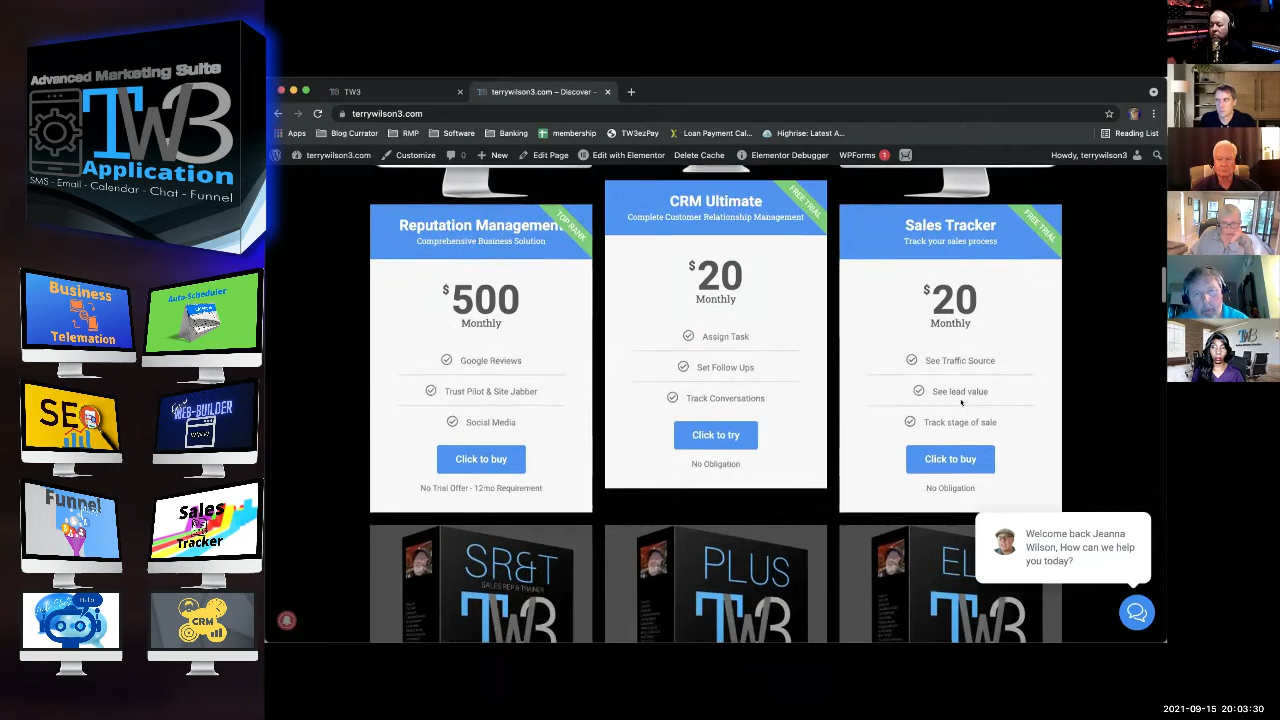 Advanced Marketing Suite
TW3
Application
SMS - Email - Calendar - Chat - Funnel
Business
Telemation
Auto-Scheduler
SEO
WEB-BUILDER
WWW
Funnel
Sales
Tracker
CRM
TW3
terrywilson3.com – Discover –
terrywilson3.com
Apps
Blog Curator
RMP
Software
Banking
membership
TW3ezPay
Loan Payment Cal...
Highrise: Latest A...
Reading List
terrywilson3.com
Customize
0
New
Edit Page
Edit with Elementor
Delete Cache
Elementor Debugger
WPForms 1
Howdy, terrywilson3
Reputation Management
Comprehensive Business Solution
TOP RANK
$500
Monthly
Google Reviews
Trust Pilot & Site Jabber
Social Media
Click to buy
No Trial Offer - 12mo Requirement
CRM Ultimate
Complete Customer Relationship Management
FREE TRIAL
$20
Monthly
Assign Task
Set Follow Ups
Track Conversations
Click to try
No Obligation
Sales Tracker
Track your sales process
FREE TRIAL
$20
Monthly
See Traffic Source
See lead value
Track stage of sale
Click to buy
No Obligation
SR&T
SALES REP & TRAINER
TW3
PLUS
TW3
EL
TW3
Welcome back Jeanna
Wilson, How can we help
you today?
TW3
2021-09-15 20:03:30